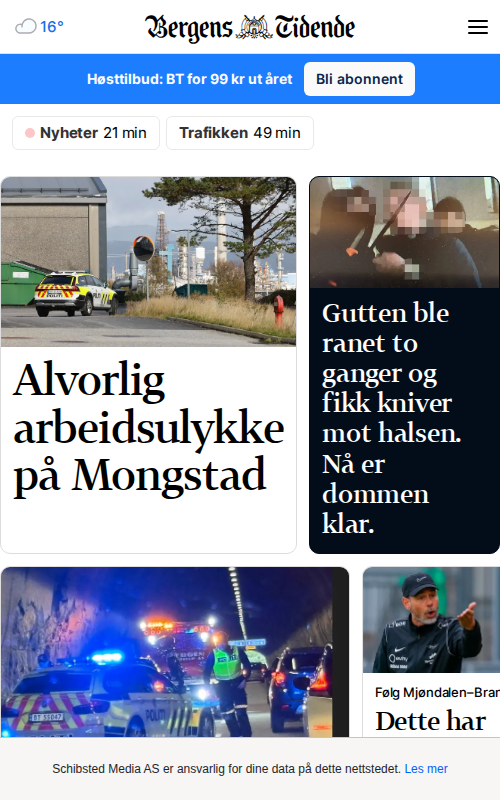 16°
Bergens Tidende
Høsttilbud: BT for 99 kr ut året
Bli abonnent
Nyheter 21 min
Trafikken 49 min
POLITI
Alvorlig
arbeidsulykke
på Mongstad
Gutten ble
ranet to
ganger og
fikk kniver
mot halsen.
Nå er
dommen
klar.
POLITI
Følg Mjøndalen–Bran
Dette har
Schibsted Media AS er ansvarlig for dine data på dette nettstedet. Les mer